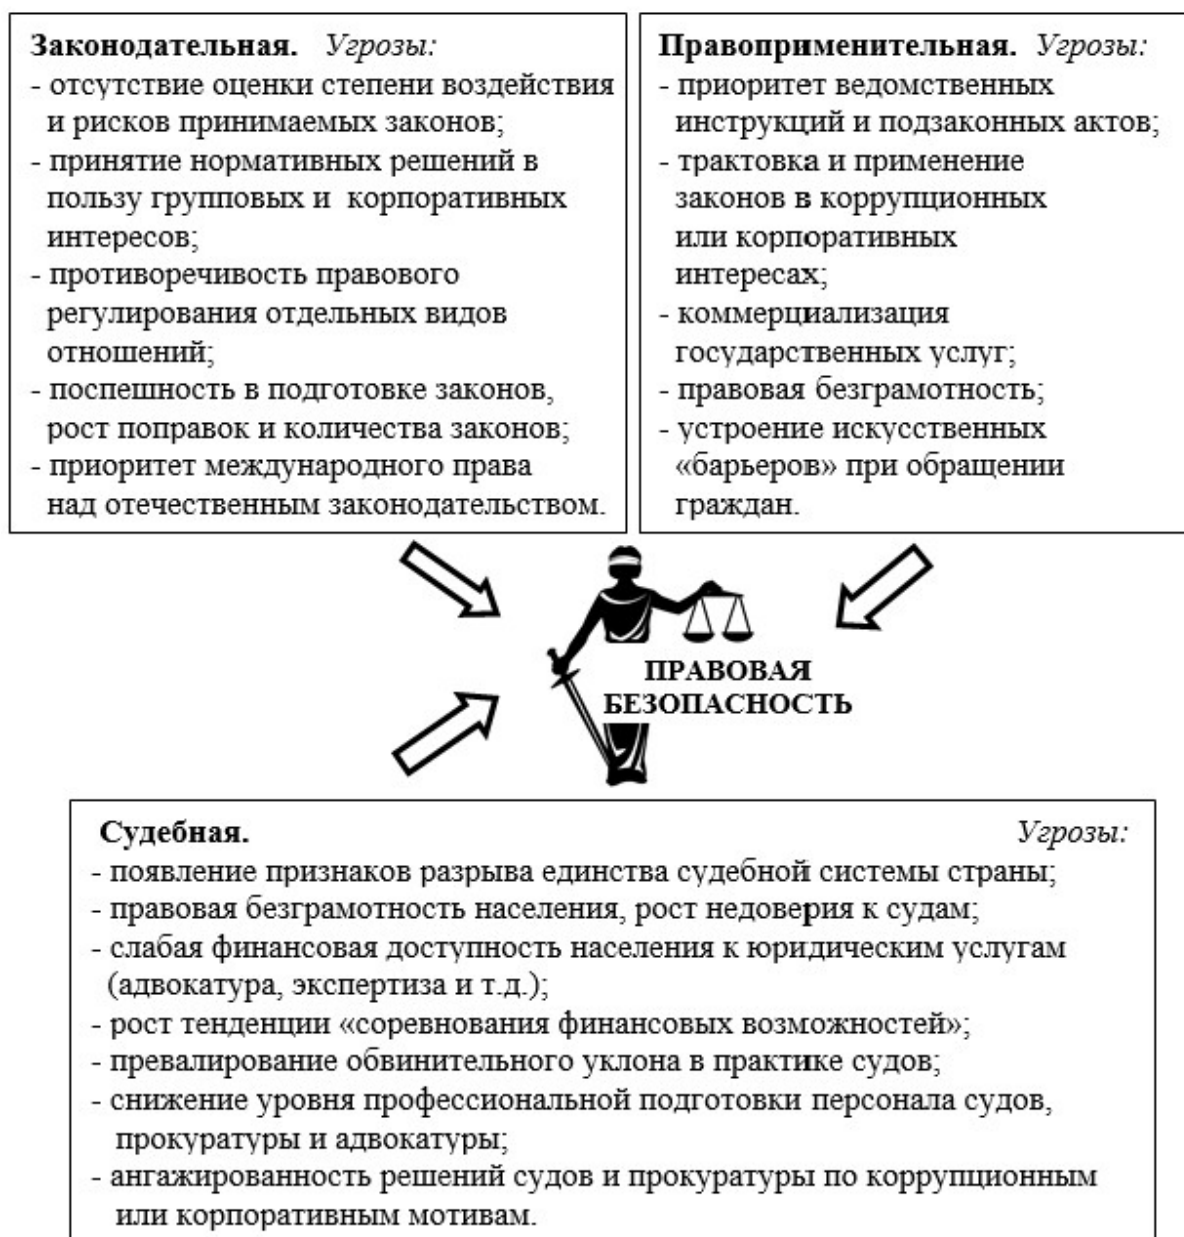 Законодательная. Угрозы:
- отсутствие оценки степени воздействия
и рисков принимаемых законов;
- принятие нормативных решений в
пользу групповых и корпоративных
интересов;
- противоречивость правового
регулирования отдельных видов
отношений;
- поспешность в подготовке законов,
рост поправок и количества законов;
- приоритет международного права
над отечественным законодательством.
Правоприменительная. Угрозы:
- приоритет ведомственных
инструкций и подзаконных актов;
- трактовка и применение
законов в коррупционных
или корпоративных
интересах;
- коммерциализация
государственных услуг;
- правовая безграмотность;
- устроение искусственных
«барьеров» при обращении
граждан.
ПРАВОВАЯ
БЕЗОПАСНОСТЬ
Судебная. Угрозы:
- появление признаков разрыва единства судебной системы страны;
- правовая безграмотность населения, рост недоверия к судам;
- слабая финансовая доступность населения к юридическим услугам
(адвокатура, экспертиза и т.д.);
- рост тенденции «соревнования финансовых возможностей»;
- превалирование обвинительного уклона в практике судов;
- снижение уровня профессиональной подготовки персонала судов,
прокуратуры и адвокатуры;
- ангажированность решений судов и прокуратуры по коррупционным
или корпоративным мотивам.